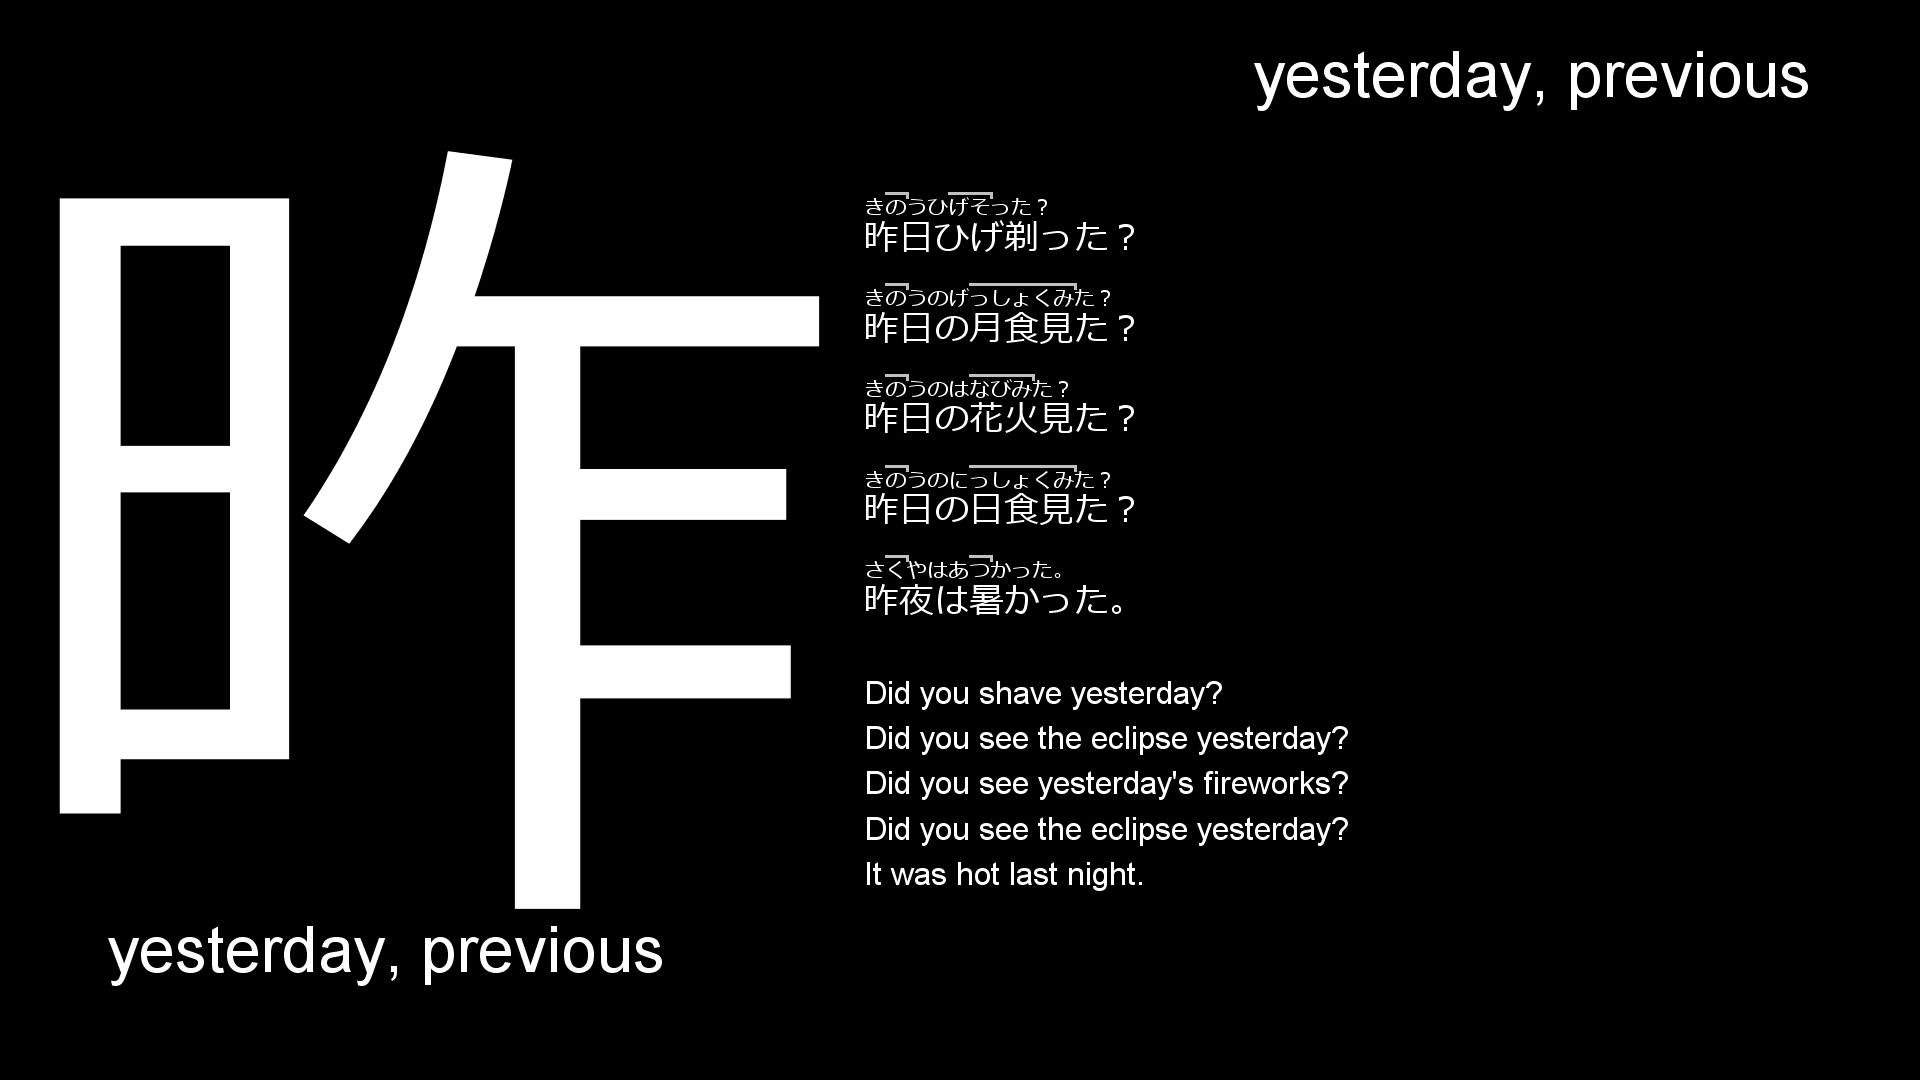 yesterday, previous
昨
yesterday, previous
きのうひげそった？
昨日ひげ剃った？
きのうのげっしょくみた？
昨日の月食見た？
きのうのはなびみた？
昨日の花火見た？
きのうのにっしょくみた？
昨日の日食見た？
さくやはあつかった。
昨夜は暑かった。
Did you shave yesterday?
Did you see the eclipse yesterday?
Did you see yesterday's fireworks?
Did you see the eclipse yesterday?
It was hot last night.